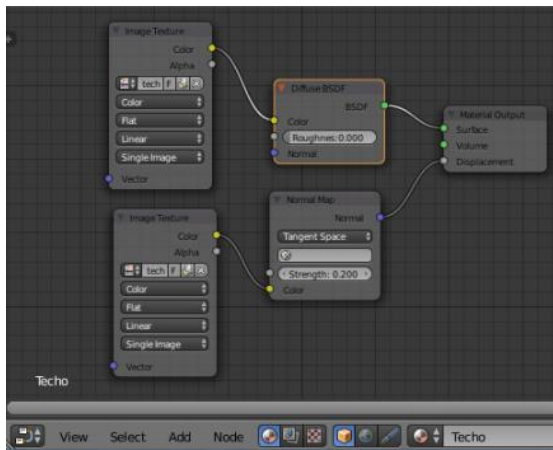 Image Texture
Color
Alpha
tech F
Color
Flat
Linear
Single Image
Vector
Diffuse BSDF
BSDF
Color
Roughnes: 0.000
Normal
Material Output
Surface
Volume
Displacement
Image Texture
Color
Alpha
tech F
Color
Flat
Linear
Single Image
Vector
Normal Map
Normal
Tangent Space
Strength: 0.200
Color
Techo
View Select Add Node Techo